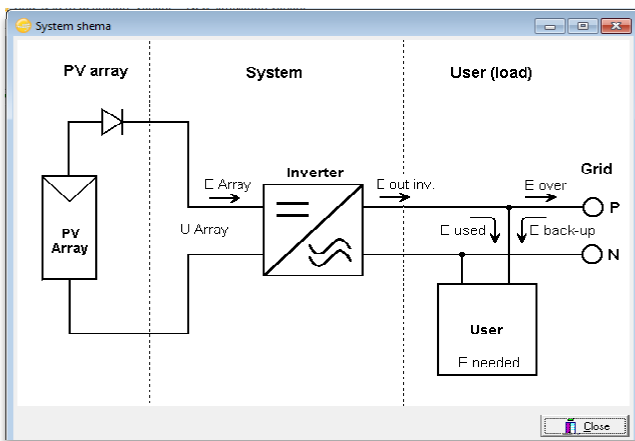 System shema
PV array
System
User (load)
Inverter
Grid
E Array
E out inv.
E over
P
PV
Array
U Array
E used
E back-up
N
User
E needed
Close